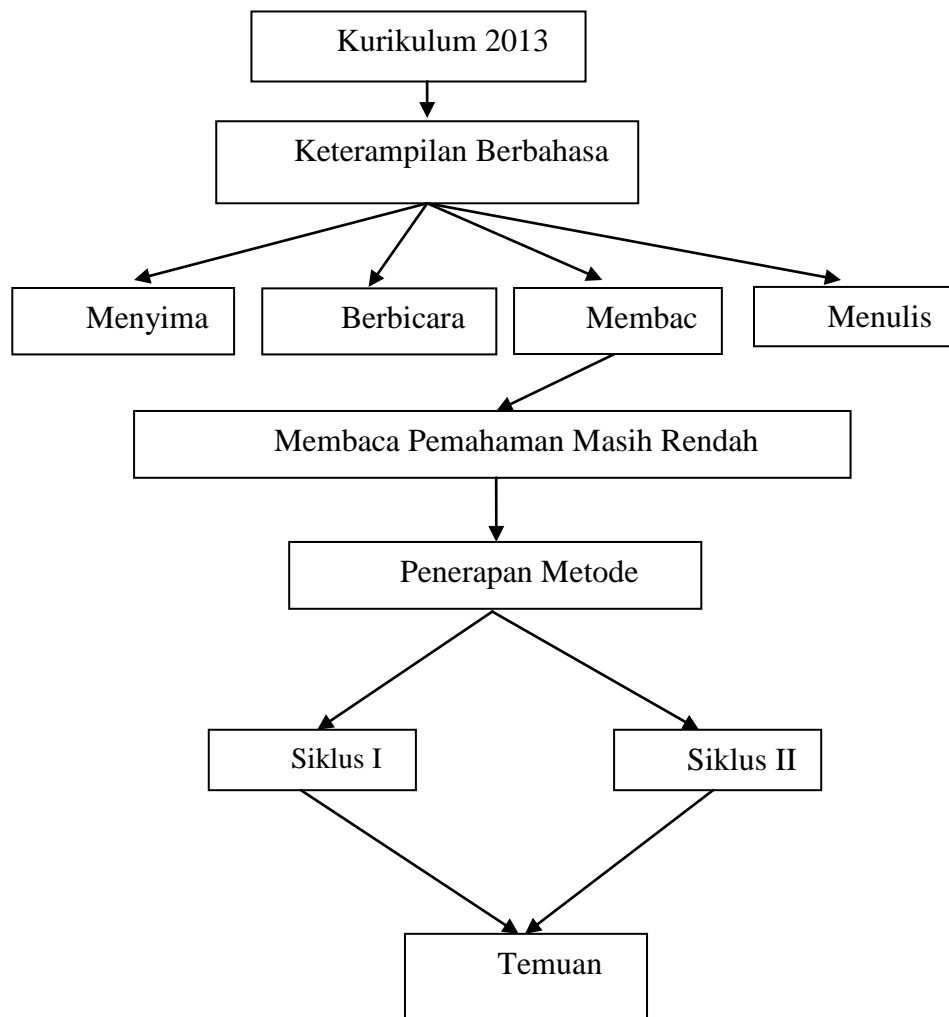 Kurikulum 2013
Keterampilan Berbahasa
Menyima
Berbicara
Membac
Menulis
Membaca Pemahaman Masih Rendah
Penerapan Metode
Siklus I
Siklus II
Temuan